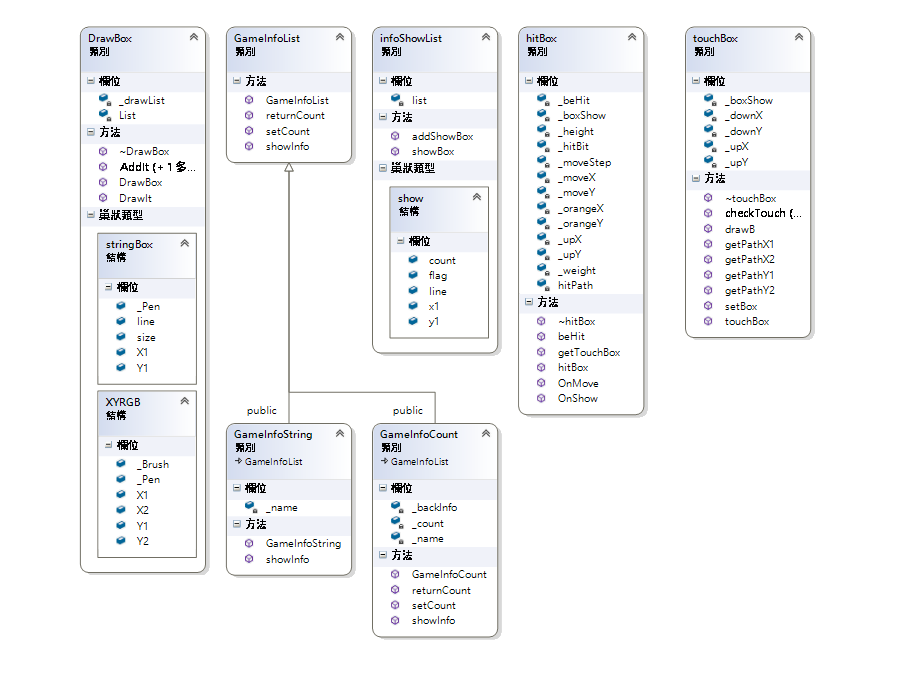 DrawBox
類別
欄位
_drawList
List
方法
~DrawBox
AddIt (+ 1 多...
DrawBox
DrawIt
巢狀類型
stringBox
結構
欄位
_Pen
line
size
X1
Y1
XYRGB
結構
欄位
_Brush
_Pen
X1
X2
Y1
Y2
GameInfoList
類別
方法
GameInfoList
returnCount
setCount
showInfo
infoShowList
類別
欄位
list
方法
addShowBox
showBox
巢狀類型
show
結構
欄位
count
flag
line
x1
y1
hitBox
類別
欄位
_beHit
_boxShow
_height
_hitBit
_moveStep
_moveX
_moveY
_orangeX
_orangeY
_upX
_upY
_weight
hitPath
方法
~hitBox
beHit
getTouchBox
hitBox
OnMove
OnShow
touchBox
類別
欄位
_boxShow
_downX
_downY
_upX
_upY
方法
~touchBox
checkTouch (...
drawB
getPathX1
getPathX2
getPathY1
getPathY2
setBox
touchBox
public
public
GameInfoString
類別
GameInfoList
欄位
_name
方法
GameInfoString
showInfo
GameInfoCount
類別
GameInfoList
欄位
_backInfo
_count
_name
方法
GameInfoCount
returnCount
setCount
showInfo